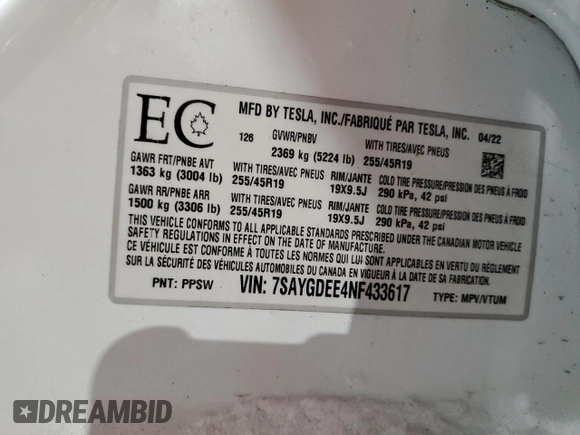 EC
MFD BY TESLA, INC./FABRIQUÉ PAR TESLA, INC. 04/22
126 GVWR/PNBV
2369 kg (5224 lb) WITH TIRES/AVEC PNEUS 255/45R19
GAWR FRT/PNBE AVT WITH TIRES/AVEC PNEUS RIM/JANTE COLD TIRE PRESSURE/PRESSION DES PNEUS À FROID
1363 kg (3004 lb) 255/45R19 19X9.5J 290 kPa, 42 psi
GAWR RR/PNBE ARR WITH TIRES/AVEC PNEUS RIM/JANTE COLD TIRE PRESSURE/PRESSION DES PNEUS À FROID
1500 kg (3306 lb) 255/45R19 19X9.5J 290 kPa, 42 psi
THIS VEHICLE CONFORMS TO ALL APPLICABLE STANDARDS PRESCRIBED UNDER THE CANADIAN MOTOR VEHICLE
SAFETY REGULATIONS IN EFFECT ON THE DATE OF MANUFACTURE.
CE VÉHICULE EST CONFORME À TOUTES LES NORMES QUI LUI SONT APPLICABLES EN VERTU DU RÈGLEMENT
SUR LA SÉCURITÉ DES VÉHICULES AUTOMOBILES DU CANADA EN VIGUEUR À LA DATE DE SA FABRICATION.
PNT: PPSW VIN: 7SAYGDEE4NF433617 TYPE: MPV/VTUM
DREAMBID